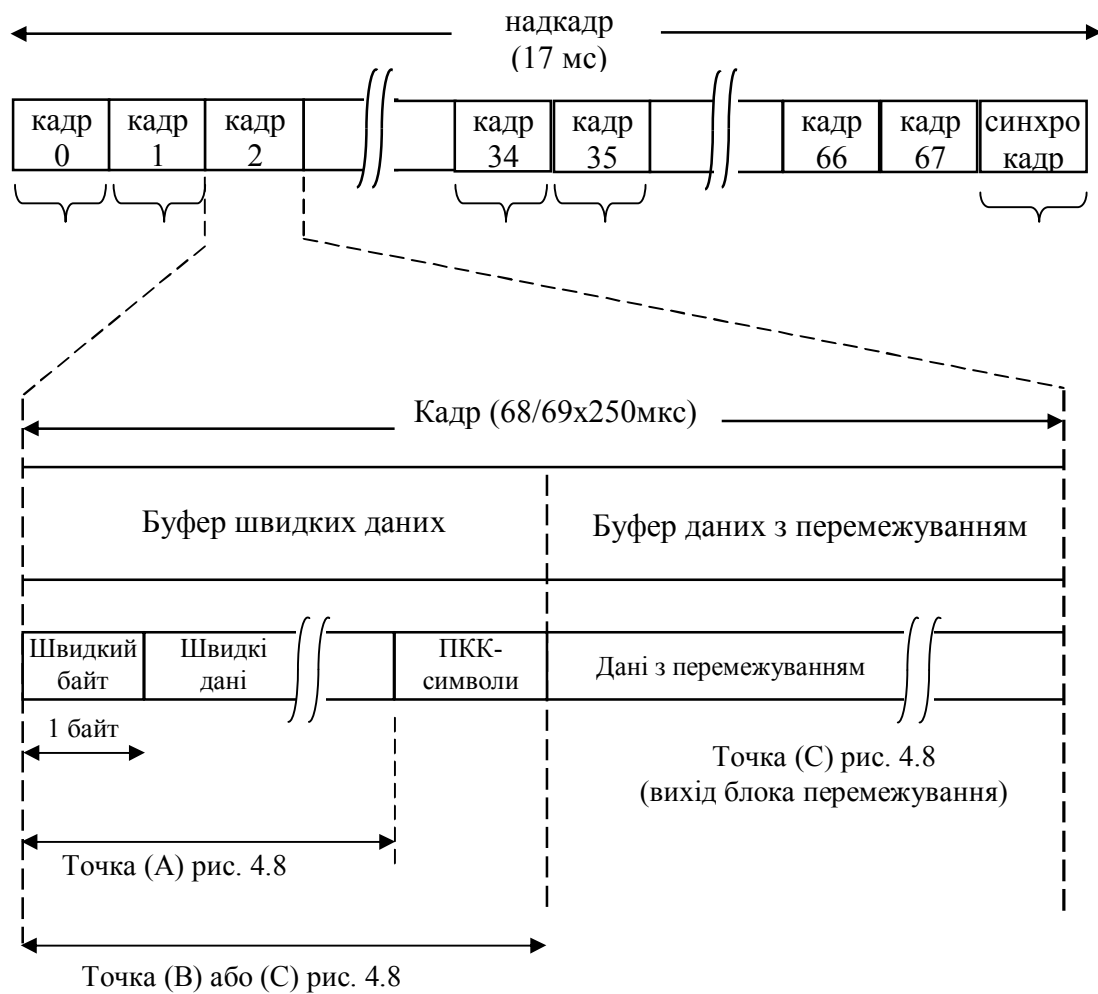 надкадр
(17 мс)
кадр 0
кадр 1
кадр 2
кадр 34
кадр 35
кадр 66
кадр 67
синхро кадр
Кадр (68/69x250мкс)
Буфер швидких даних
Буфер даних з перемежуванням
Швидкий байт
Швидкі дані
ПКК-символи
Дані з перемежуванням
1 байт
Точка (C) рис. 4.8
(вихід блока перемежування)
Точка (A) рис. 4.8
Точка (B) або (C) рис. 4.8